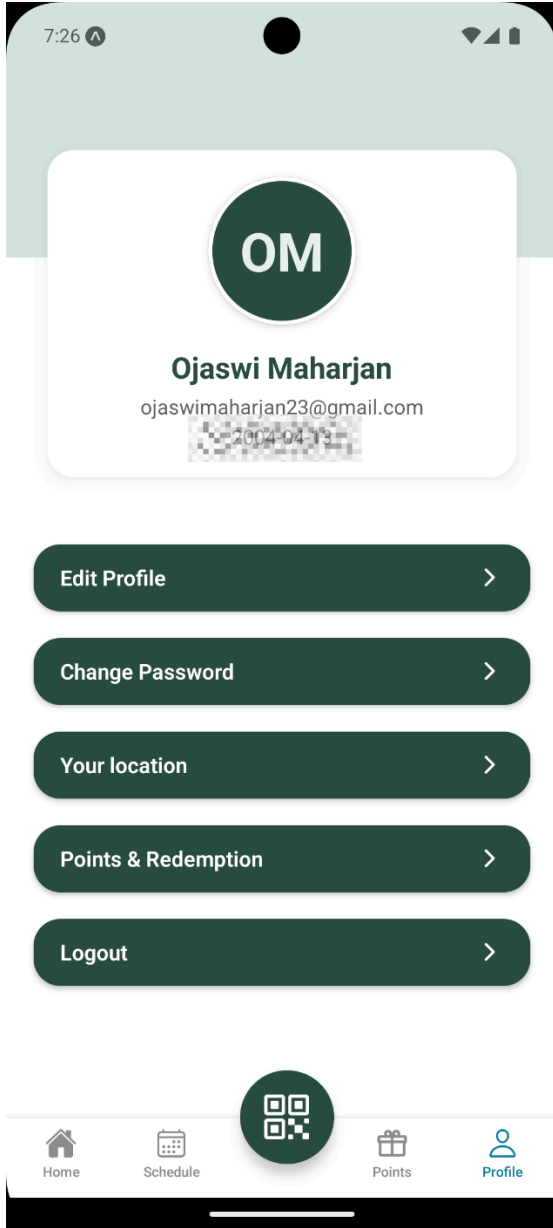 7:26
OM
Ojaswi Maharjan
ojaswimaharjan23@gmail.com
Edit Profile
Change Password
Your location
Points & Redemption
Logout
Home
Schedule
Points
Profile